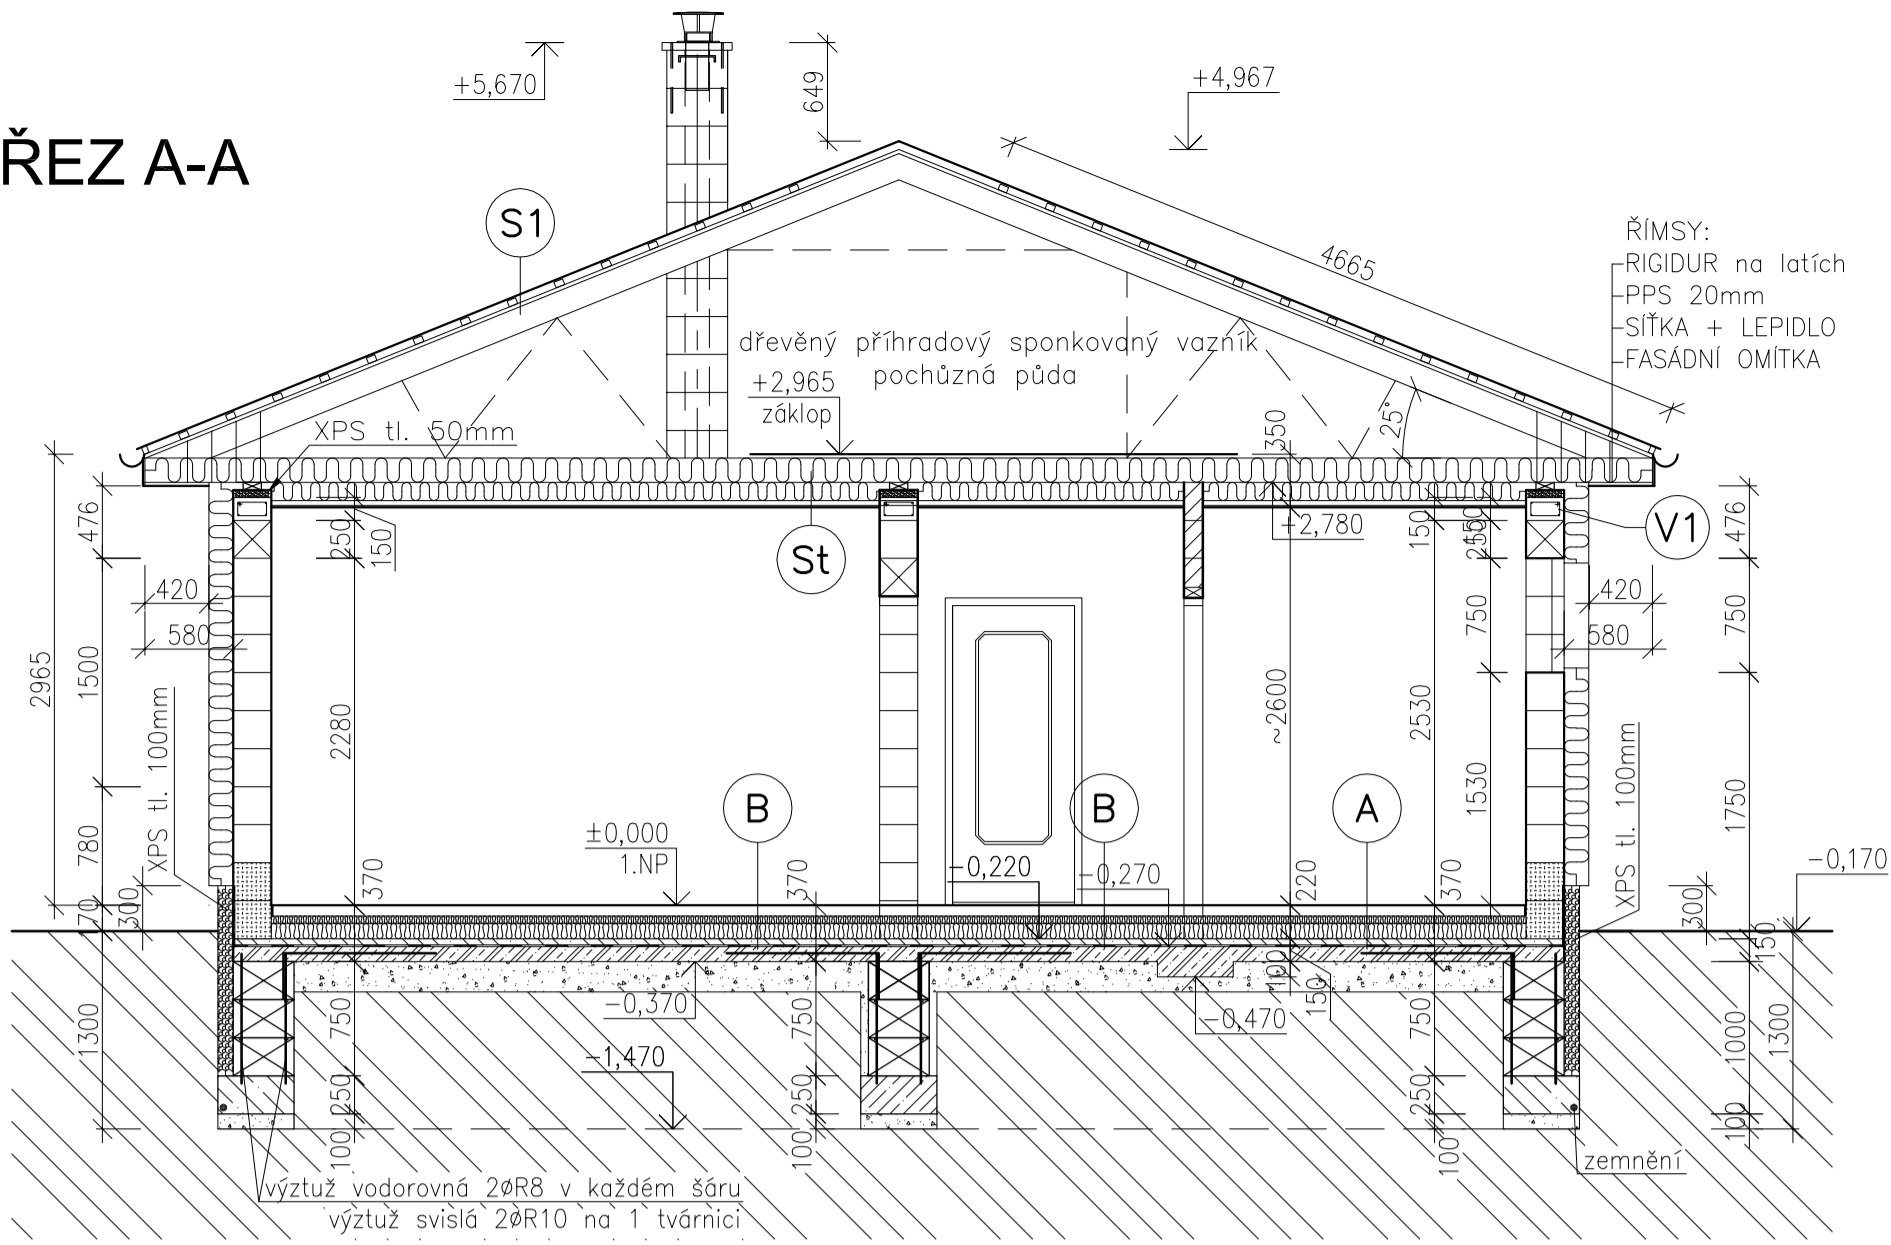 ŘEZ A-A
+5,670
649
+4,967
S1
4665
ŘÍMSY:
RIGIDUR na latích
PPS 20mm
SÍŤKA + LEPIDLO
FASÁDNÍ OMÍTKA
dřevěný příhradový sponkovaný vazník
pochůzná půda
+2,965
základop
XPS tl. 50mm
350
25°
476
250
150
St
+2,780
150
250
V1
476
420
580
420
580
2965
1500
780
170
300
1300
XPS tl. 100mm
2280
370
±0,000
1.NP
B
370
-0,220
B
-0,270
~2600
220
A
2530
370
750
1530
XPS tl. 100mm
750
1750
300
150
-0,170
-0,370
-1,470
-0,470
100
150
750
250
100
750
250
100
750
250
100
1000
100
1300
zemnění
výztuž vodorovná 2øR8 v každém šáru
výztuž svislá 2øR10 na 1 tvárnici